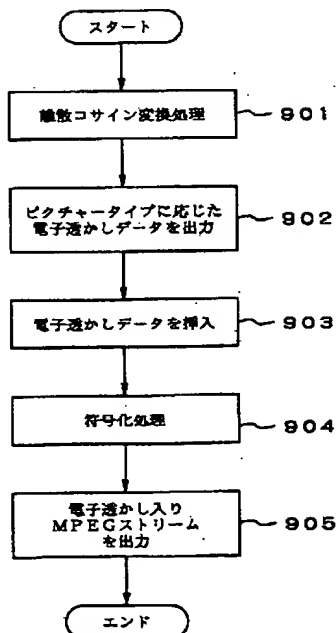 スタート
離散コサイン変換処理
901
ピクチャータイプに応じた
電子透かしデータを出力
902
電子透かしデータを挿入
903
符号化処理
904
電子透かし入り
MPEGストリーム
を出力
905
エンド